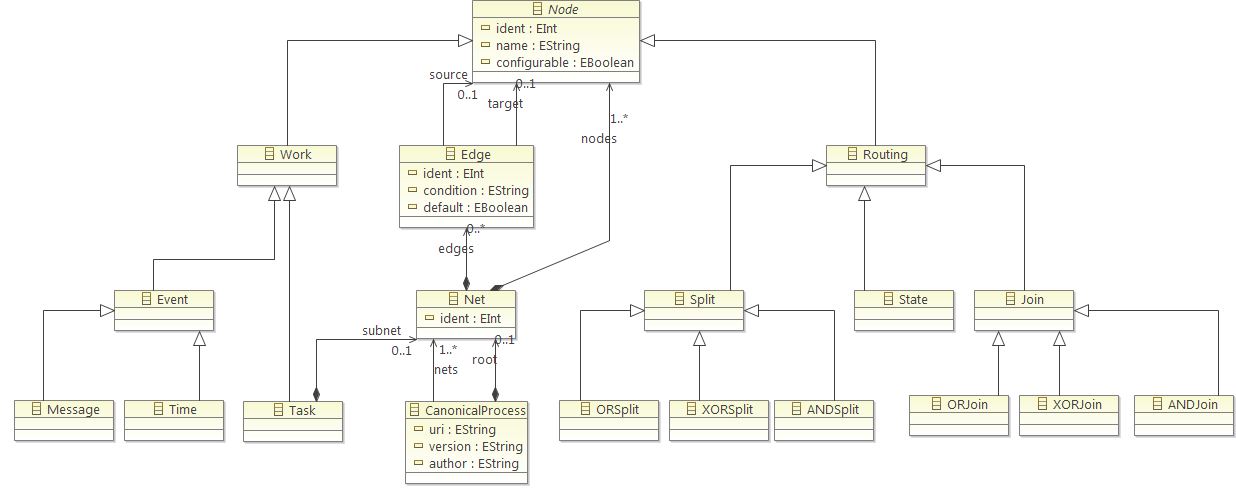 Node
ident : EInt
name : EString
configurable : EBoolean
source
0..1
0..1
target
1..*
nodes
Work
Edge
ident : EInt
condition : EString
default : EBoolean
Routing
0..*
edges
Event
Net
ident : EInt
Split
State
Join
subnet
0..1
1..*
nets
0..1
root
Message
Time
Task
CanonicalProcess
uri : EString
version : EString
author : EString
ORSplit
XORSplit
ANDSplit
ORJoin
XORJoin
ANDJoin